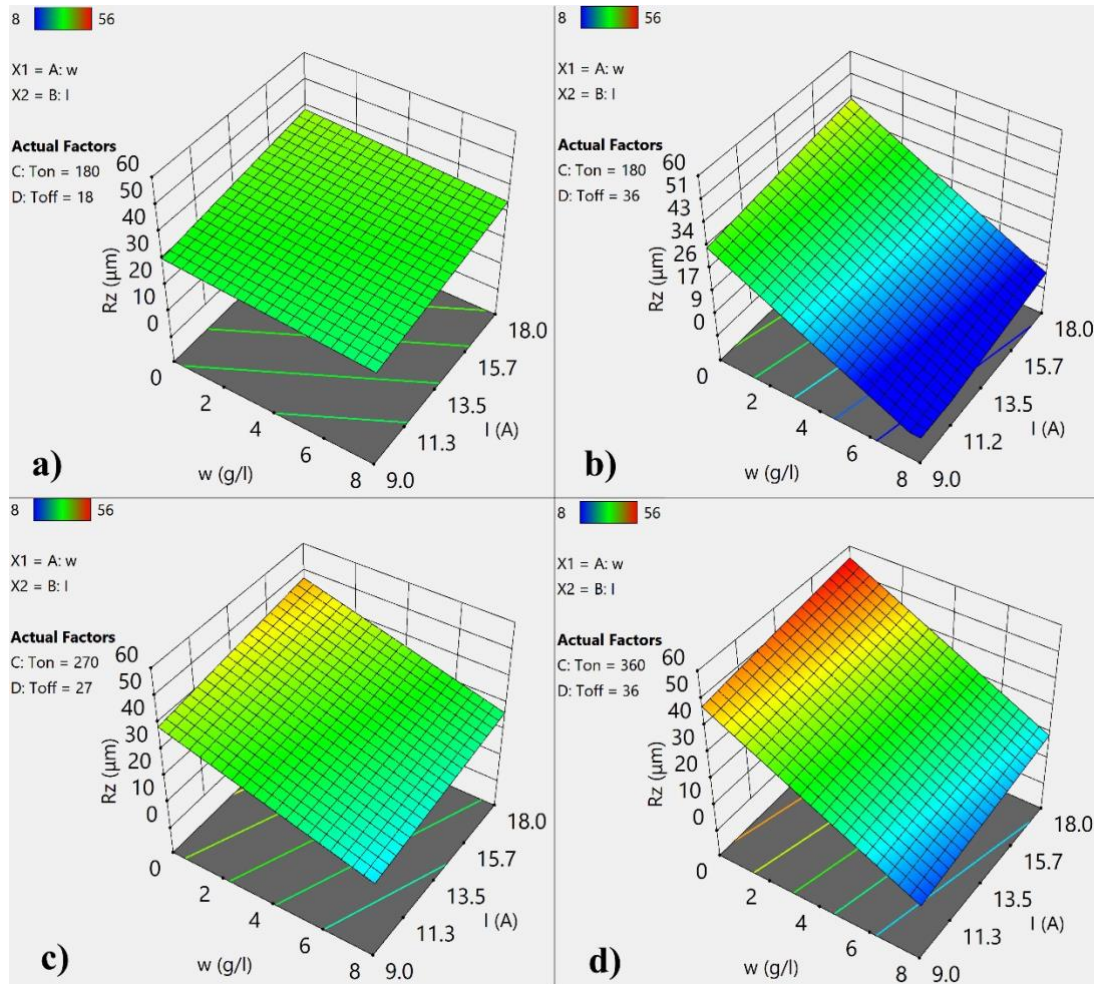 8 56
X1 = A: w
X2 = B: I
Actual Factors
C: Ton = 180
D: Toff = 18
60
50
40
30
20
10
0
Rz (µm)
0
2
4
6
8
w (g/l)
9.0
11.3
13.5
15.7
18.0
I (A)
a)
8 56
X1 = A: w
X2 = B: I
Actual Factors
C: Ton = 180
D: Toff = 36
60
51
43
34
26
17
9
0
Rz (µm)
0
2
4
6
8
w (g/l)
9.0
11.2
13.5
15.7
18.0
I (A)
b)
8 56
X1 = A: w
X2 = B: I
Actual Factors
C: Ton = 270
D: Toff = 27
60
50
40
30
20
10
0
Rz (µm)
0
2
4
6
8
w (g/l)
9.0
11.3
13.5
15.7
18.0
I (A)
c)
8 56
X1 = A: w
X2 = B: I
Actual Factors
C: Ton = 360
D: Toff = 36
60
50
40
30
20
10
0
Rz (µm)
0
2
4
6
8
w (g/l)
9.0
11.3
13.5
15.7
18.0
I (A)
d)